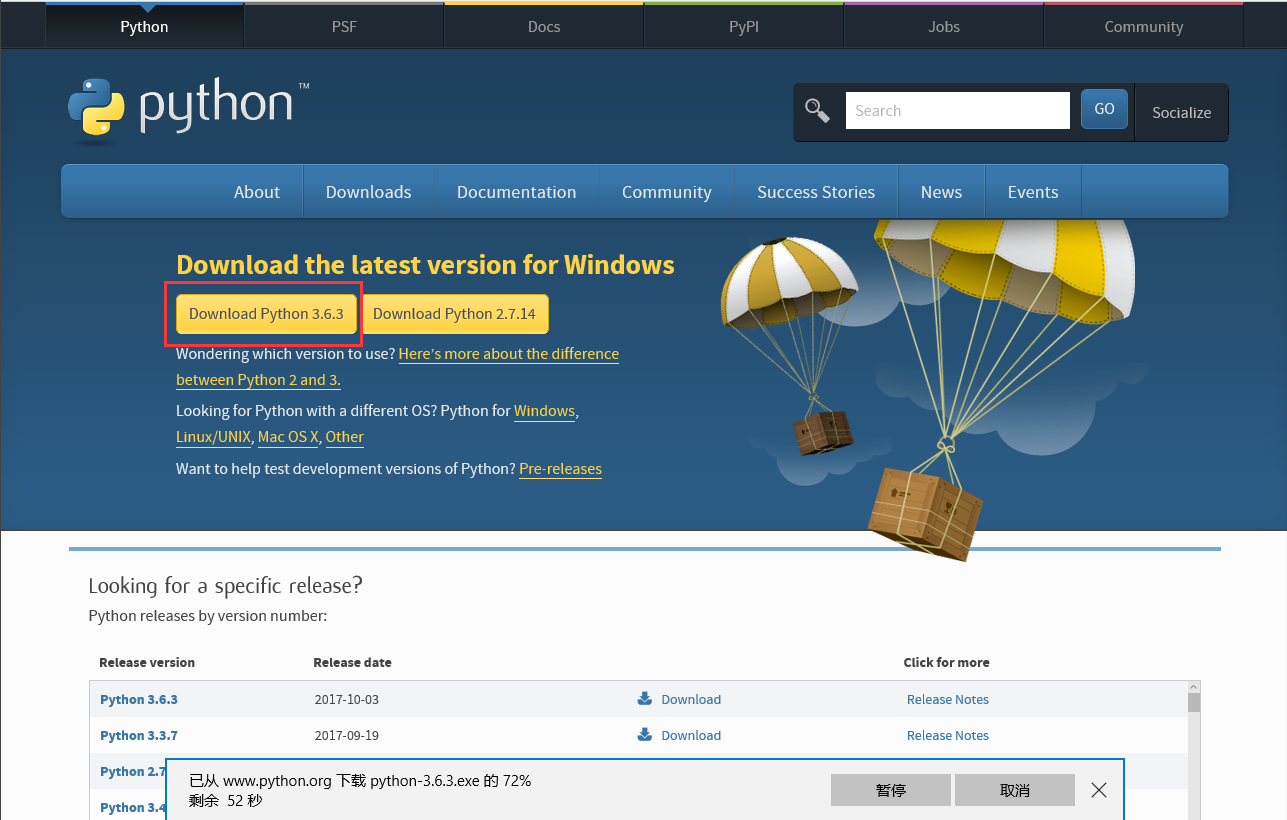 Python PSF Docs PyPI Jobs Community
python™
Search GO Socialize
About Downloads Documentation Community Success Stories News Events
Download the latest version for Windows
Download Python 3.6.3 Download Python 2.7.14
Wondering which version to use? Here's more about the difference
between Python 2 and 3.
Looking for Python with a different OS? Python for Windows,
Linux/UNIX, Mac OS X, Other
Want to help test development versions of Python? Pre-releases
Looking for a specific release?
Python releases by version number:
Release version Release date Click for more
Python 3.6.3 2017-10-03 Download Release Notes
Python 3.3.7 2017-09-19 Download Release Notes
Python 2.7
已从 www.python.org 下载 python-3.6.3.exe 的 72%
剩余 52 秒
暂停 取消
Python 3.4